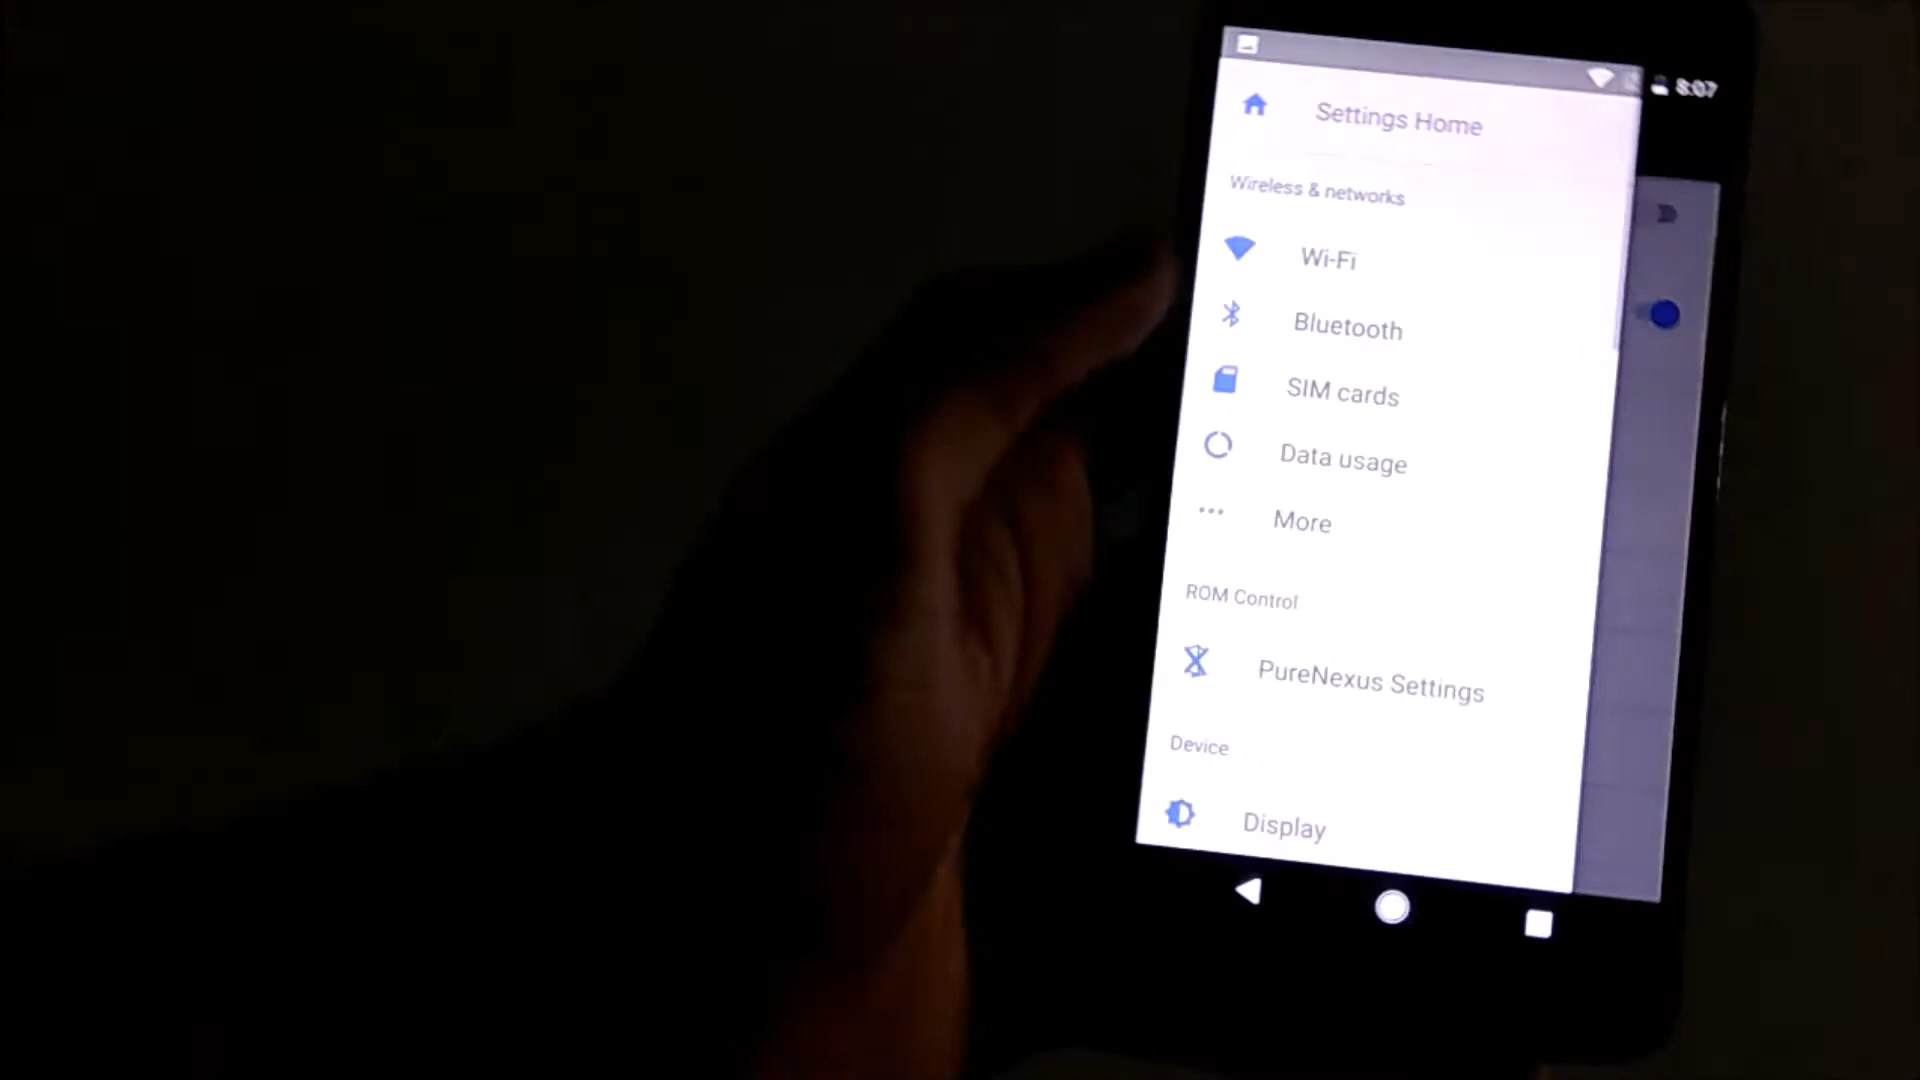 8:07
Settings Home
Wireless & networks
Wi-Fi
Bluetooth
SIM cards
Data usage
More
ROM Control
PureNexus Settings
Device
Display